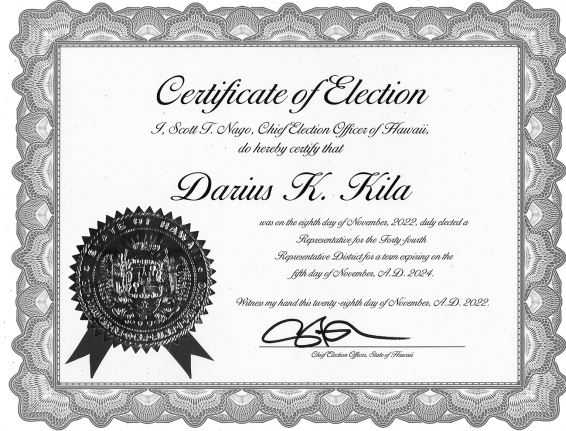 Certificate of Election
I, Scott T. Nago, Chief Election Officer of Hawaii,
do hereby certify that
Darius K. Kila
was on the eighth day of November, 2022, duly elected a
Representative for the Forty-fourth
Representative District for a term expiring on the
fifth day of November, A.D. 2024.
Witness my hand this twenty-eighth day of November, A.D. 2022.
Chief Election Officer, State of Hawaii